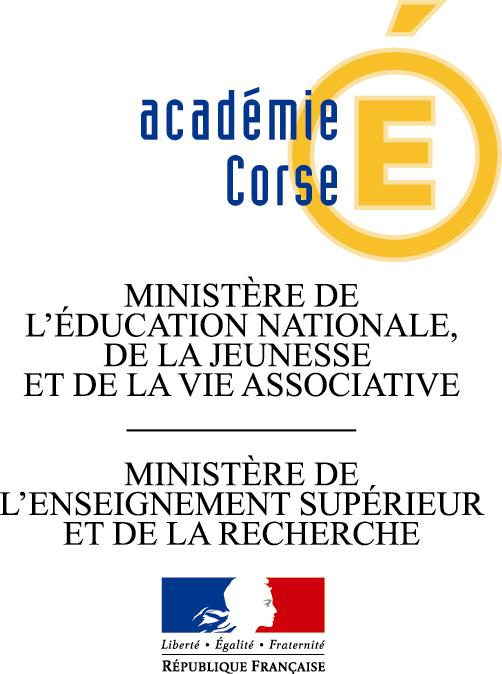 académie
Corse
É
MINISTÈRE DE
L'ÉDUCATION NATIONALE,
DE LA JEUNESSE
ET DE LA VIE ASSOCIATIVE
MINISTÈRE DE
L'ENSEIGNEMENT SUPÉRIEUR
ET DE LA RECHERCHE
Liberté • Égalité • Fraternité
RÉPUBLIQUE FRANÇAISE